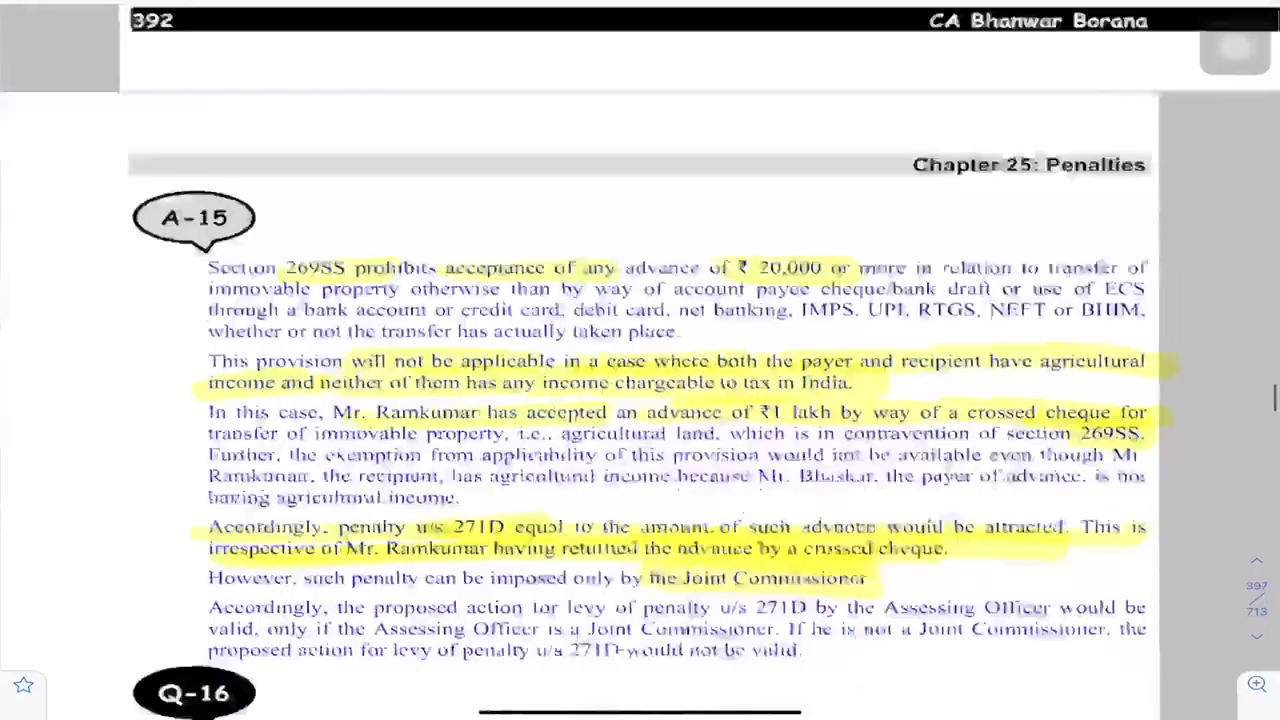 392
CA Bhanwar Borana
Chapter 25: Penalties
A-15
Section 269SS prohibits acceptance of any advance of ₹ 20,000 or more in relation to transfer of
immovable property otherwise than by way of account payee cheque/bank draft or use of ECS
through a bank account or credit card, debit card, net banking, IMPS, UPI, RTGS, NEFT or BHIM,
whether or not the transfer has actually taken place.
This provision will not be applicable in a case where both the payer and recipient have agricultural
income and neither of them has any income chargeable to tax in India.
In this case, Mr. Ramkumar has accepted an advance of ₹1 lakh by way of a crossed cheque for
transfer of immovable property, i.e., agricultural land, which is in contravention of section 269SS.
Further, the exemption from applicability of this provision would not be available even though Mr
Ramkumar, the recipient, has agricultural income because Mr. Bhaskar, the payer of advance, is not
having agricultural income.
Accordingly, penalty u/s 271D equal to the amount of such advance would be attracted. This is
irrespective of Mr. Ramkumar having returned the advance by a crossed cheque.
However, such penalty can be imposed only by the Joint Commissioner
Accordingly, the proposed action for levy of penalty u/s 271D by the Assessing Officer would be
valid, only if the Assessing Officer is a Joint Commissioner. If he is not a Joint Commissioner, the
proposed action for levy of penalty u/s 271D would not be valid.
397
713
Q-16